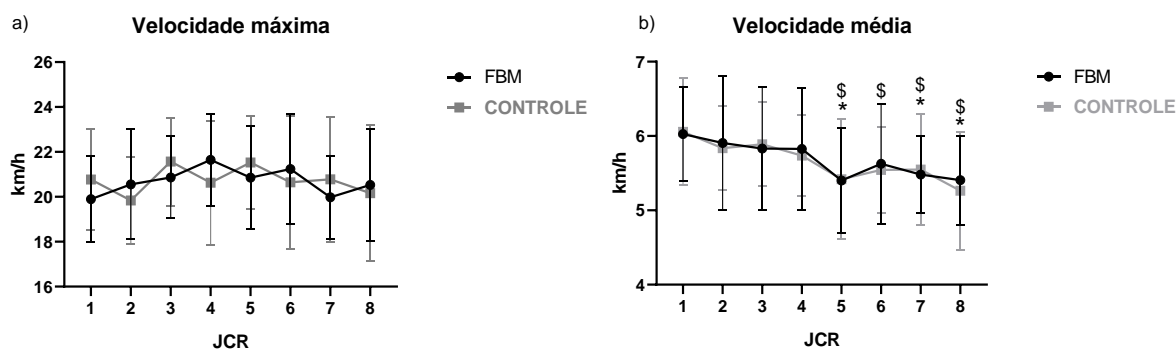 a)
Velocidade máxima
26
24
22
20
18
16
km/h
1 2 3 4 5 6 7 8
JCR
FBM
CONTROLE
b)
Velocidade média
7
6
5
4
km/h
$ $ $ $
* * *
1 2 3 4 5 6 7 8
JCR
FBM
CONTROLE